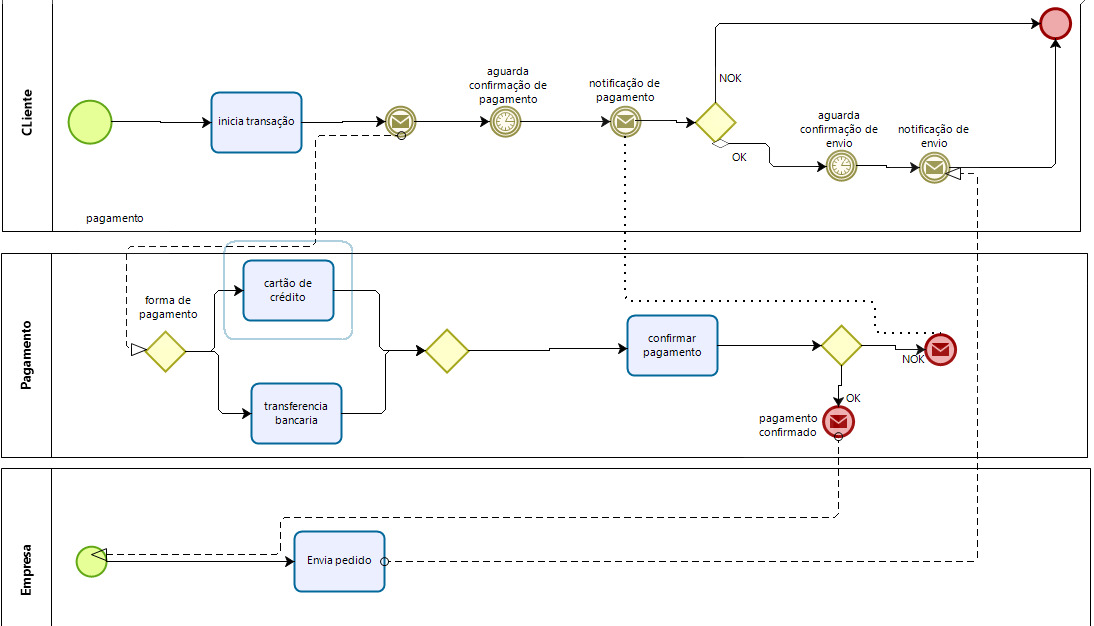 CLiente
inicia transação
aguarda
confirmação de
pagamento
notificação de
pagamento
NOK
OK
aguarda
confirmação de
envio
notificação de
envio
pagamento
Pagamento
forma de
pagamento
cartão de
crédito
transferencia
bancaria
confirmar
pagamento
NOK
OK
pagamento
confirmado
Empresa
Envia pedido